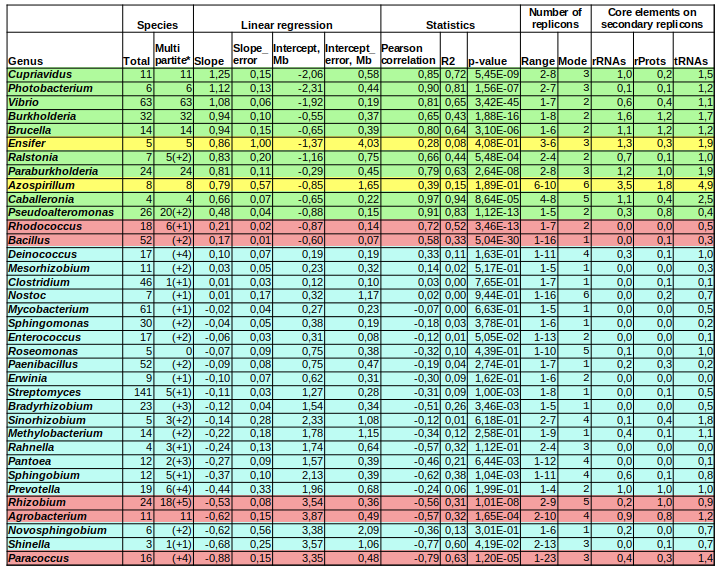 Species Linear regression Statistics Number of replicons Core elements on secondary replicons
Genus Total Multi partite* Slope Slope_ error Intercept, Mb Intercept_ error, Mb Pearson correlation R2 p-value Range Mode rRNAs rProts tRNAs
Cupriavidus 11 11 1,25 0,15 -2,06 0,58 0,85 0,72 5,45E-09 2-8 3 1,0 0,2 1,5
Photobacterium 6 6 1,12 0,13 -2,31 0,44 0,90 0,81 1,56E-07 2-7 3 0,1 0,1 1,2
Vibrio 63 63 1,08 0,06 -1,92 0,19 0,81 0,65 3,42E-45 1-7 2 0,6 0,4 1,1
Burkholderia 32 32 0,94 0,10 -0,55 0,37 0,65 0,43 1,88E-16 1-8 2 1,6 1,2 1,7
Brucella 14 14 0,94 0,15 -0,65 0,39 0,80 0,64 3,10E-06 1-6 2 1,1 1,2 1,2
Ensifer 5 5 0,86 1,00 -1,37 4,03 0,28 0,08 4,08E-01 3-6 3 1,3 0,3 1,9
Ralstonia 7 5(+2) 0,83 0,20 -1,16 0,75 0,66 0,44 5,48E-04 2-4 2 0,7 0,1 1,0
Paraburkholderia 24 24 0,81 0,11 -0,29 0,45 0,79 0,63 2,64E-08 2-8 3 1,2 1,0 1,9
Azospirillum 8 8 0,79 0,57 -0,85 1,65 0,39 0,15 1,89E-01 6-10 6 3,5 1,8 4,9
Caballeronia 4 4 0,66 0,07 -0,65 0,22 0,97 0,94 8,64E-05 4-8 5 1,1 0,4 2,5
Pseudoalteromonas 26 20(+2) 0,48 0,04 -0,88 0,15 0,91 0,83 1,12E-13 1-5 2 0,3 0,8 0,4
Rhodococcus 18 6(+1) 0,21 0,02 -0,87 0,14 0,72 0,52 3,46E-13 1-7 2 0,0 0,0 0,5
Bacillus 52 (+2) 0,17 0,01 -0,60 0,07 0,58 0,33 5,04E-30 1-16 1 0,0 0,1 0,3
Deinococcus 17 (+4) 0,10 0,07 0,19 0,19 0,33 0,11 1,63E-01 1-11 4 0,3 0,1 1,0
Mesorhizobium 11 (+2) 0,03 0,05 0,23 0,32 0,14 0,02 5,17E-01 1-5 1 0,0 0,0 0,3
Clostridium 46 1(+1) 0,01 0,03 0,12 0,10 0,03 0,00 7,65E-01 1-7 1 0,0 0,1 0,1
Nostoc 7 (+1) 0,01 0,17 0,32 1,17 0,02 0,00 9,44E-01 1-16 6 0,0 0,2 0,7
Mycobacterium 61 (+1) -0,02 0,04 0,27 0,23 -0,07 0,00 6,63E-01 1-5 1 0,0 0,0 0,5
Sphingomonas 30 (+2) -0,04 0,05 0,38 0,19 -0,18 0,03 3,78E-01 1-6 1 0,0 0,0 0,2
Enterococcus 17 (+2) -0,06 0,03 0,31 0,08 -0,12 0,01 5,05E-02 1-13 2 0,0 0,0 0,1
Roseomonas 5 0 -0,07 0,09 0,75 0,38 -0,32 0,10 4,39E-01 1-10 5 0,1 0,0 1,0
Paenibacillus 52 (+2) -0,09 0,08 0,75 0,47 -0,19 0,04 2,74E-01 1-7 1 0,2 0,3 0,2
Erwinia 9 (+1) -0,10 0,07 0,62 0,31 -0,30 0,09 1,62E-01 1-6 2 0,0 0,0 0,0
Streptomyces 141 5(+1) -0,11 0,03 1,27 0,28 -0,31 0,09 1,00E-03 1-8 1 0,0 0,1 0,5
Bradyrhizobium 23 (+3) -0,12 0,04 1,54 0,34 -0,51 0,26 3,46E-03 1-5 1 0,0 0,0 0,5
Sinorhizobium 5 3(+2) -0,14 0,28 2,33 1,08 -0,12 0,01 6,18E-01 2-7 4 0,1 0,4 1,8
Methylobacterium 14 (+2) -0,22 0,18 1,78 1,15 -0,34 0,12 2,58E-01 1-9 1 0,4 0,1 1,1
Rahnella 4 3(+1) -0,24 0,13 1,74 0,64 -0,57 0,32 1,12E-01 2-4 3 0,0 0,0 0,0
Pantoea 12 2(+3) -0,27 0,09 1,57 0,39 -0,46 0,21 6,44E-03 1-12 4 0,0 0,0 0,1
Sphingobium 12 5(+1) -0,37 0,10 2,13 0,39 -0,62 0,38 1,04E-03 1-11 4 0,6 0,1 0,8
Prevotella 19 6(+4) -0,44 0,33 1,96 0,68 -0,24 0,06 1,99E-01 1-4 2 1,0 1,0 1,0
Rhizobium 24 18(+5) -0,53 0,08 3,54 0,36 -0,56 0,31 1,01E-08 2-9 5 0,2 1,0 0,9
Agrobacterium 11 11 -0,62 0,15 3,87 0,49 -0,57 0,32 1,65E-04 2-10 4 0,9 0,8 1,2
Novosphingobium 6 (+2) -0,62 0,56 3,38 2,09 -0,36 0,13 3,01E-01 1-6 1 0,2 0,0 0,7
Shinella 3 1(+1) -0,68 0,25 3,57 1,06 -0,77 0,60 4,19E-02 2-13 3 0,0 0,1 0,7
Paracoccus 16 (+4) -0,88 0,15 3,35 0,48 -0,79 0,63 1,20E-05 1-23 3 0,4 0,3 1,4